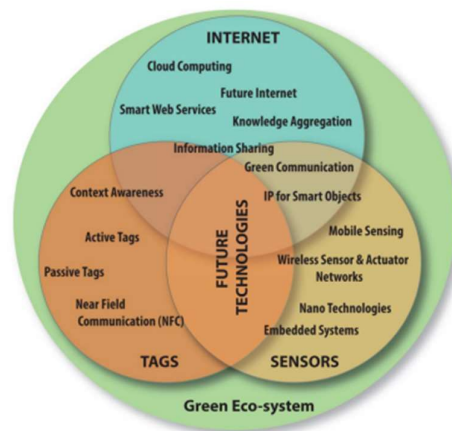 INTERNET
Cloud Computing
Future Internet
Smart Web Services
Knowledge Aggregation
Information Sharing
Green Communication
Context Awareness
IP for Smart Objects
Active Tags
Mobile Sensing
FUTURE
TECHNOLOGIES
Passive Tags
Wireless Sensor & Actuator
Networks
Near Field
Communication (NFC)
Nano Technologies
Embedded Systems
TAGS
SENSORS
Green Eco-system